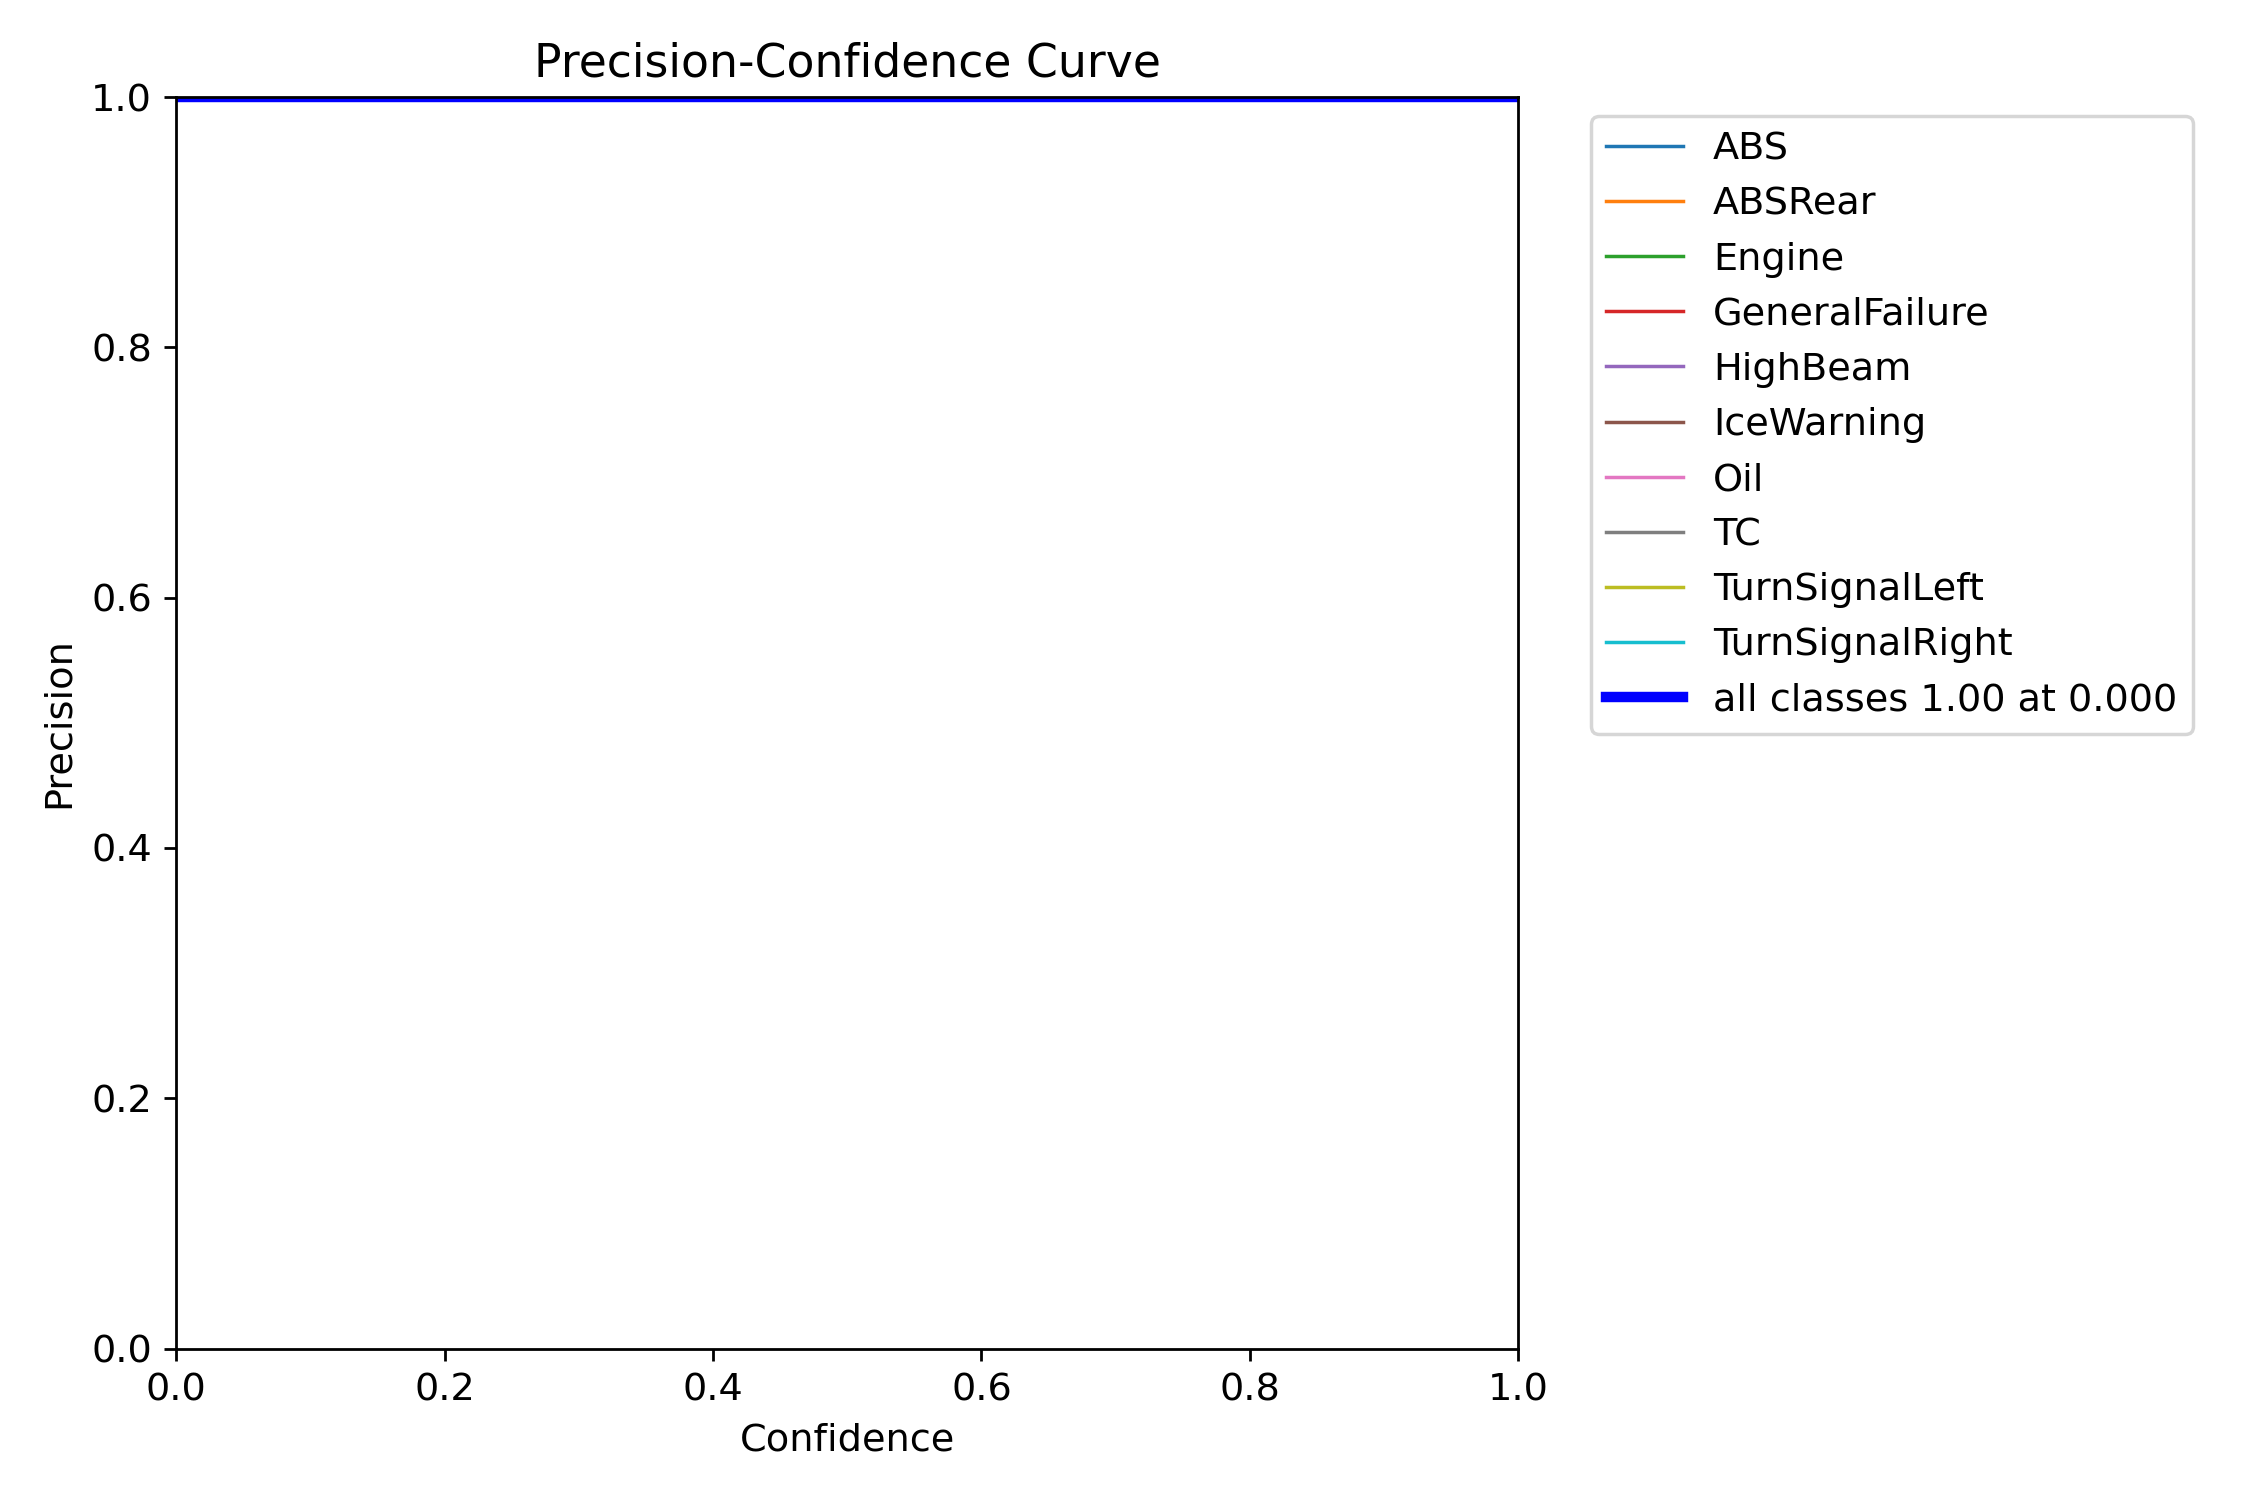 Precision-Confidence Curve
1.0
0.8
0.6
0.4
0.2
0.0
Precision
0.0 0.2 0.4 0.6 0.8 1.0
Confidence
ABS
ABSRear
Engine
GeneralFailure
HighBeam
IceWarning
Oil
TC
TurnSignalLeft
TurnSignalRight
all classes 1.00 at 0.000